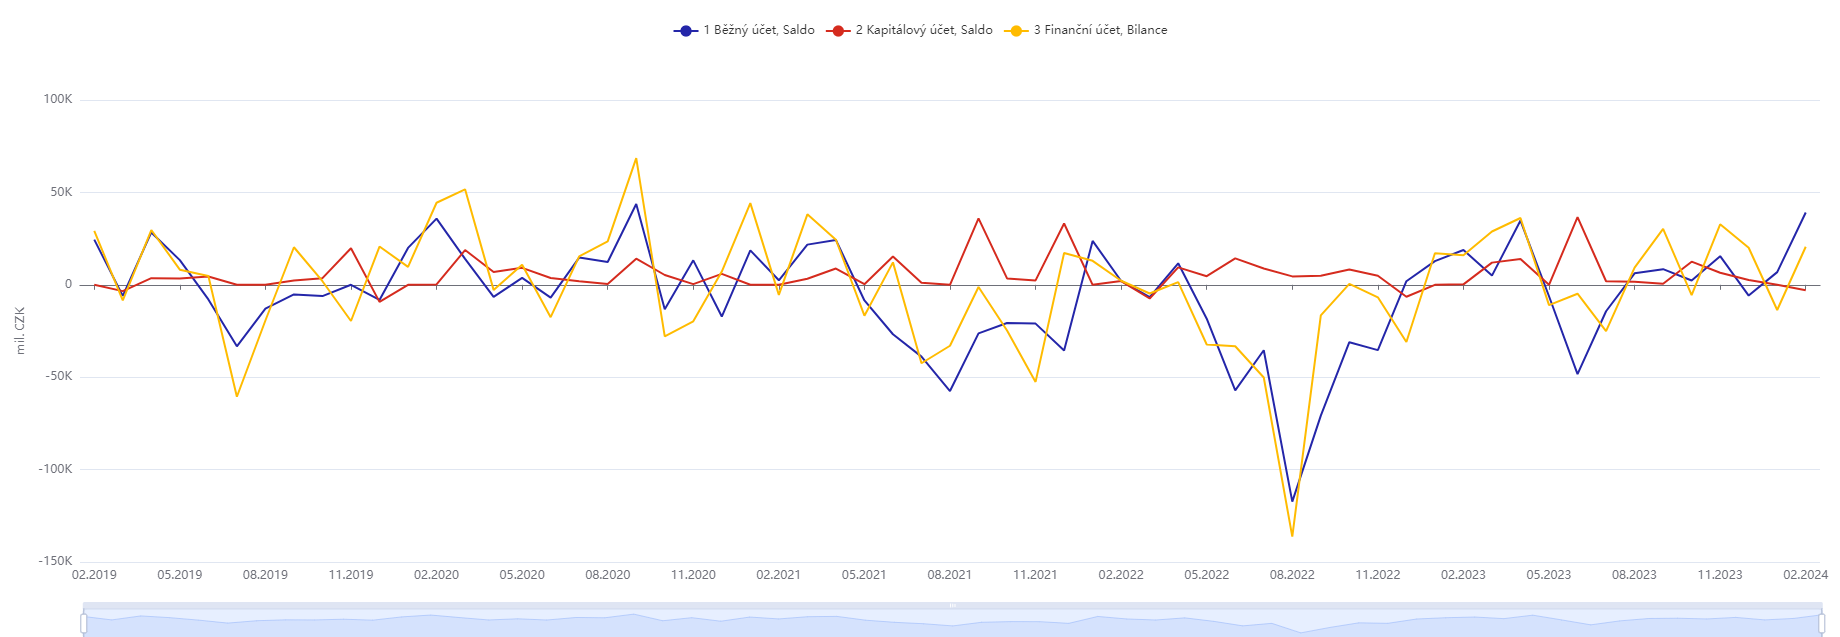 1 Běžný účet, Saldo 2 Kapitálový účet, Saldo 3 Finanční účet, Bilance
100K
50K
0
-50K
-100K
-150K
mil. CZK
02.2019 05.2019 08.2019 11.2019 02.2020 05.2020 08.2020 11.2020 02.2021 05.2021 08.2021 11.2021 02.2022 05.2022 08.2022 11.2022 02.2023 05.2023 08.2023 11.2023 02.2024